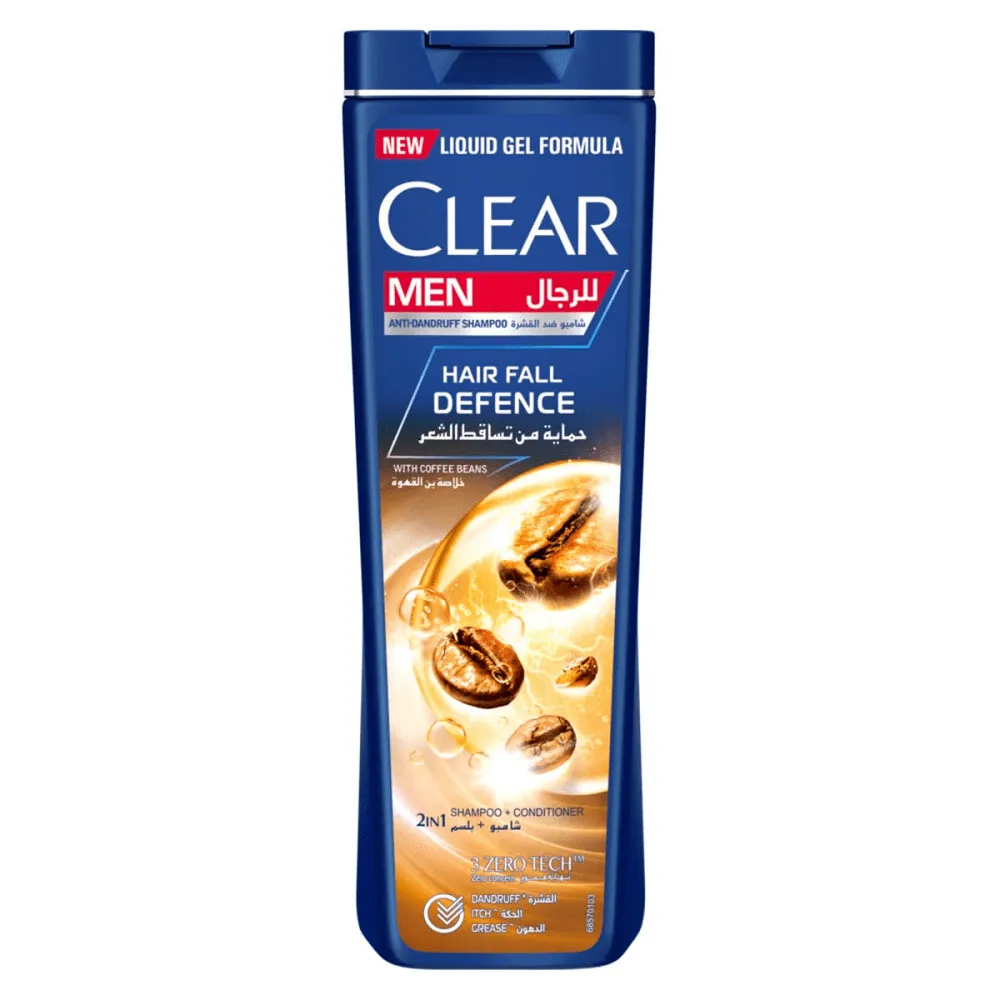 NEW LIQUID GEL FORMULA
CLEAR
MEN للرجال
ANTI-DANDRUFF SHAMPOO شامبو ضد القشرة
HAIR FALL
DEFENCE
حماية من تساقط الشعر
WITH COFFEE BEANS
خلاصة بن القهوة
2IN1 SHAMPOO + CONDITIONER
شامبو + بلسم
3 ZERO TECH™
DANDRUFF* القشرة*
ITCH^ الحكة^
GREASE~ الدهون~
68570103